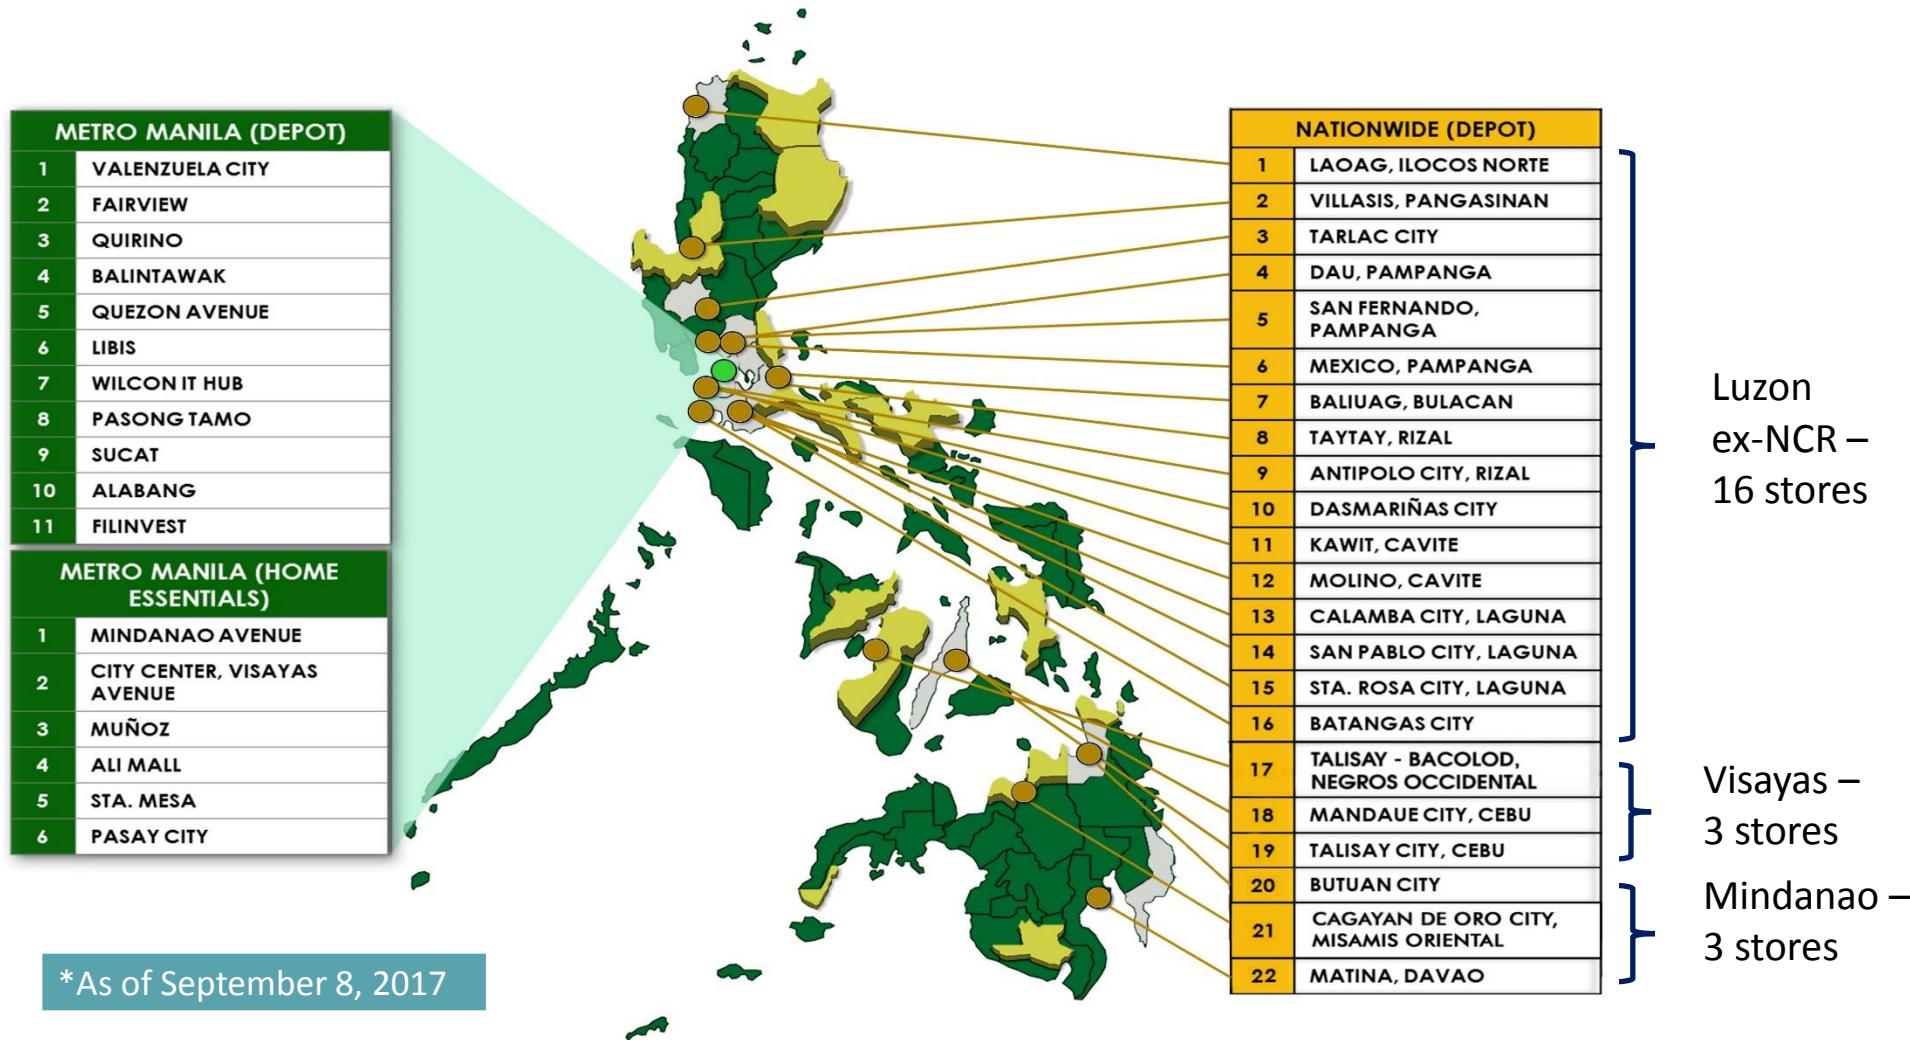 METRO MANILA (DEPOT)
1 VALENZUELA CITY
2 FAIRVIEW
3 QUIRINO
4 BALINTAWAK
5 QUEZON AVENUE
6 LIBIS
7 WILCON IT HUB
8 PASONG TAMO
9 SUCAT
10 ALABANG
11 FILINVEST
METRO MANILA (HOME
ESSENTIALS)
1 MINDANAO AVENUE
2 CITY CENTER, VISAYAS
AVENUE
3 MUÑOZ
4 ALI MALL
5 STA. MESA
6 PASAY CITY
*As of September 8, 2017
NATIONWIDE (DEPOT)
1 LAOAG, ILOCOS NORTE
2 VILLASIS, PANGASINAN
3 TARLAC CITY
4 DAU, PAMPANGA
5 SAN FERNANDO,
PAMPANGA
6 MEXICO, PAMPANGA
7 BALIUAG, BULACAN
8 TAYTAY, RIZAL
9 ANTIPOLO CITY, RIZAL
10 DASMARIÑAS CITY
11 KAWIT, CAVITE
12 MOLINO, CAVITE
13 CALAMBA CITY, LAGUNA
14 SAN PABLO CITY, LAGUNA
15 STA. ROSA CITY, LAGUNA
16 BATANGAS CITY
17 TALISAY - BACOLOD,
NEGROS OCCIDENTAL
18 MANDAUE CITY, CEBU
19 TALISAY CITY, CEBU
20 BUTUAN CITY
21 CAGAYAN DE ORO CITY,
MISAMIS ORIENTAL
22 MATINA, DAVAO
Luzon
ex-NCR –
16 stores
Visayas –
3 stores
Mindanao –
3 stores